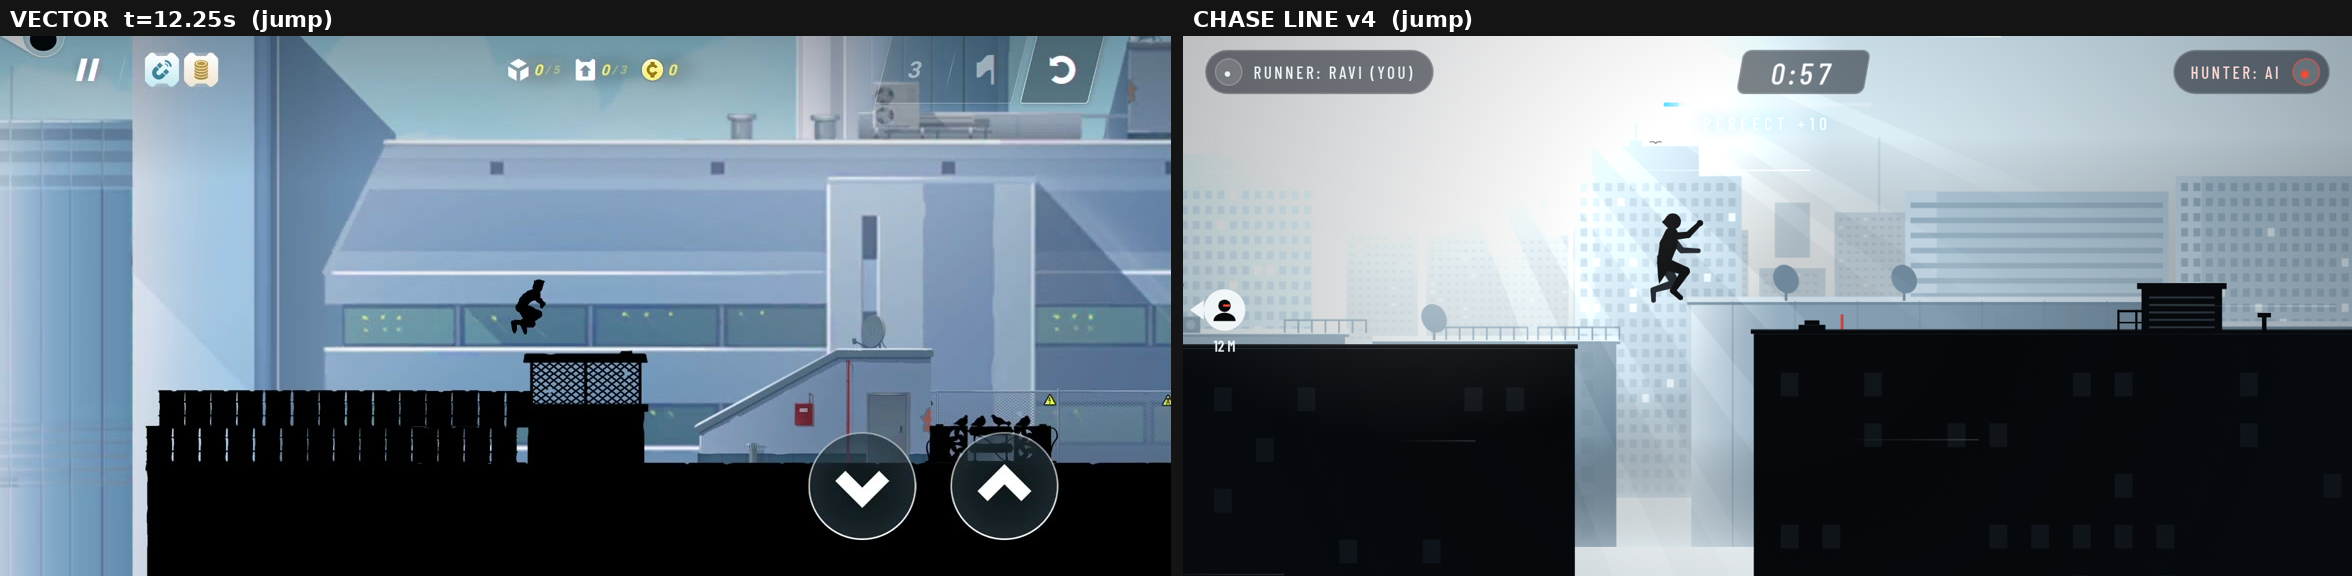 VECTOR t=12.25s (jump)
0/5 0/3 0
3
CHASE LINE v4 (jump)
RUNNER: RAVI (YOU)
0:57
HUNTER: AI
PERFECT +10
12 M